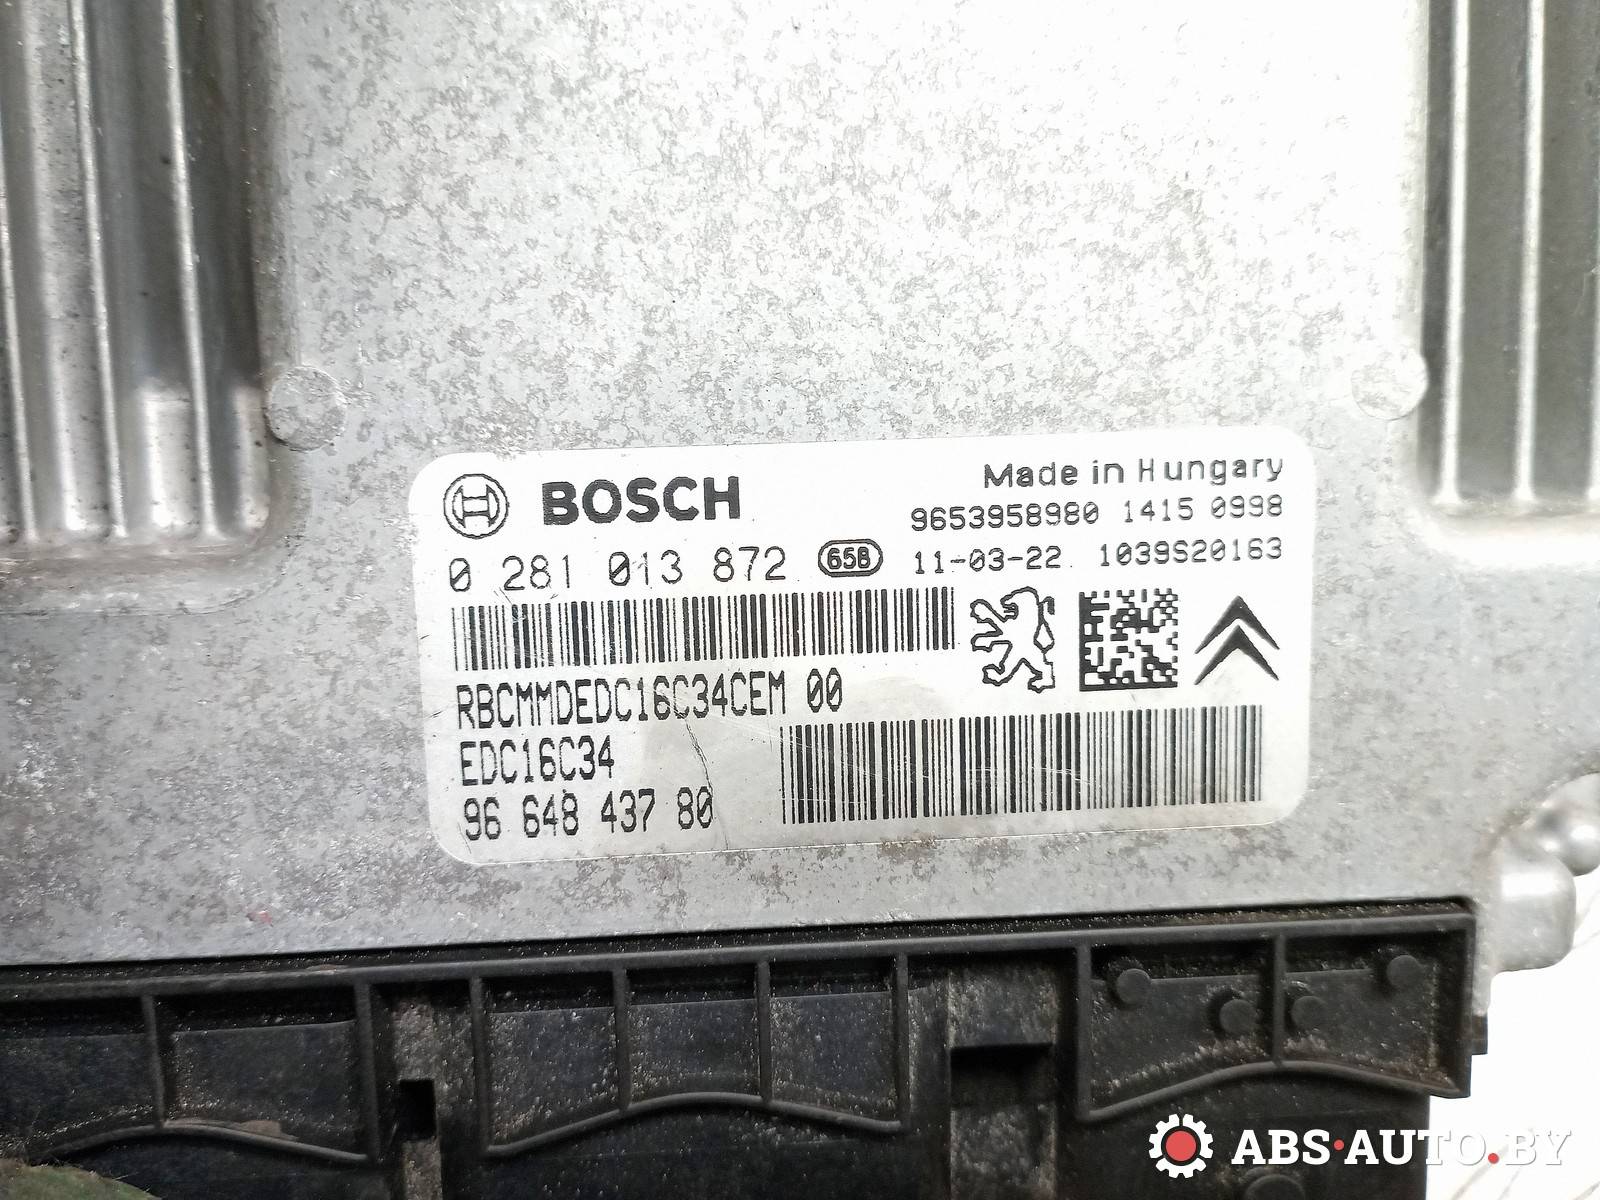 BOSCH
Made in Hungary
9653958980 1415 0998
0 281 013 872 65B 11-03-22 1039S20163
RBCMMDEDC16C34CEM 00
EDC16C34
96 648 437 80
ABS•AUTO.BY